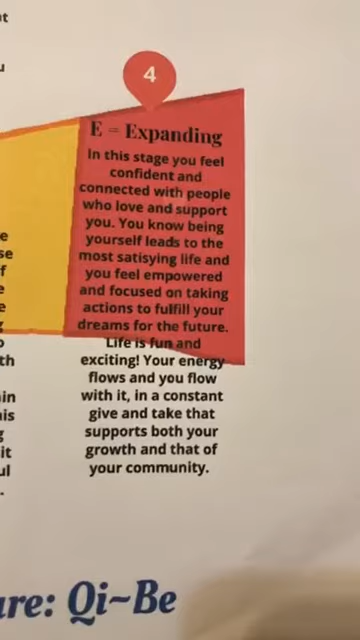 4
E = Expanding
In this stage you feel
confident and
connected with people
who love and support
you. You know being
yourself leads to the
most satisying life and
you feel empowered
and focused on taking
actions to fulfill your
dreams for the future.
Life is fun and
exciting! Your energy
flows and you flow
with it, in a constant
give and take that
supports both your
growth and that of
your community.
Qi~Be